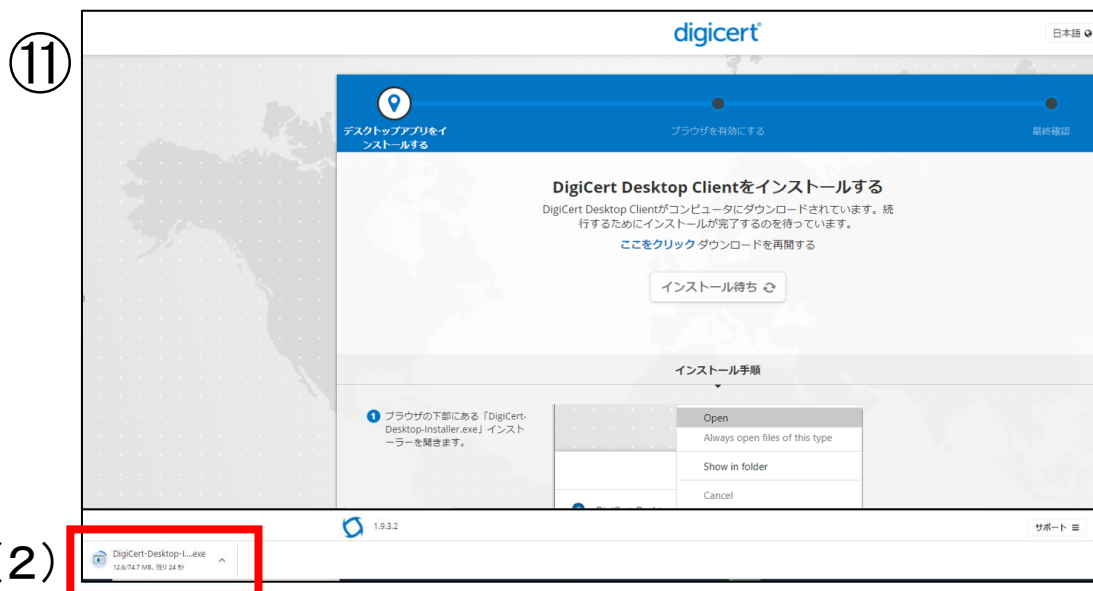 ⑪
digicert®
日本語
デスクトップアプリをイ
ンストールする
ブラウザを有効にする
最終確認
DigiCert Desktop Clientをインストールする
DigiCert Desktop Clientがコンピュータにダウンロードされています。続
行するためにインストールが完了するのを待っています。
ここをクリック ダウンロードを再開する
インストール待ち
インストール手順
1 ブラウザの下部にある「DigiCert-
Desktop-Installer.exe」インスト
ーラーを開きます。
Open
Always open files of this type
Show in folder
Cancel
1.9.3.2
サポート
(2)
DigiCert-Desktop-I....exe
12.6/74.7 MB、残り 24 秒